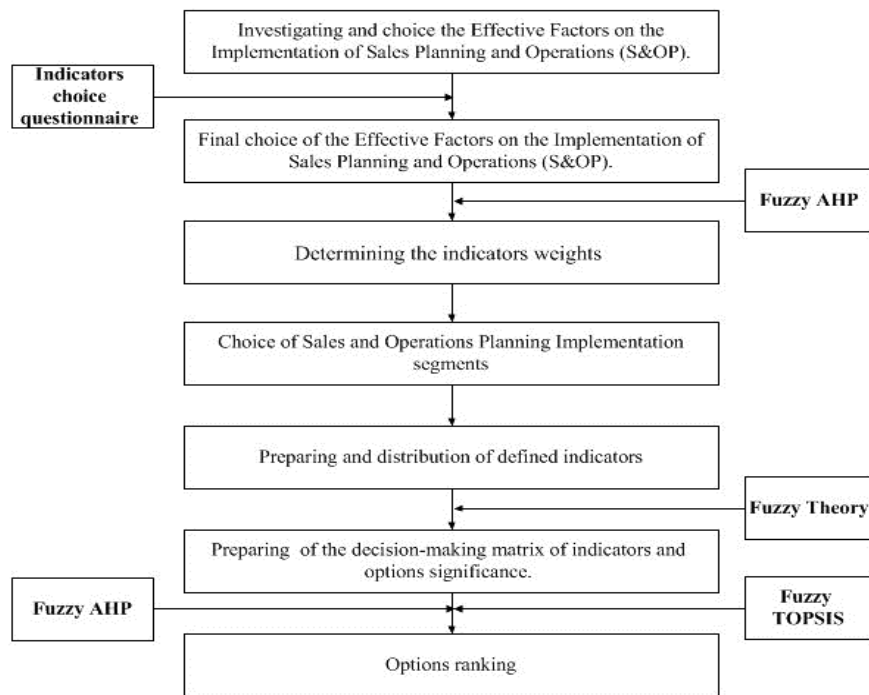 Investigating and choice the Effective Factors on the
Implementation of Sales Planning and Operations (S&OP).
Indicators
choice
questionnaire
Final choice of the Effective Factors on the Implementation of
Sales Planning and Operations (S&OP).
Fuzzy AHP
Determining the indicators weights
Choice of Sales and Operations Planning Implementation
segments
Preparing and distribution of defined indicators
Fuzzy Theory
Preparing of the decision-making matrix of indicators and
options significance.
Fuzzy AHP
Fuzzy
TOPSIS
Options ranking